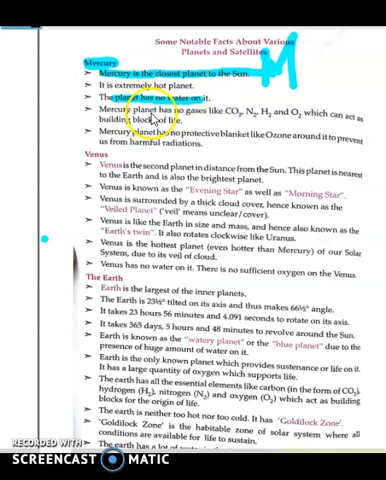 Some Notable Facts About Various
Planets and Satellites
M
Mercury
➢ Mercury is the closest planet to the Sun.
➢ It is extremely hot planet.
➢ The planet has no water on it.
➢ Mercury planet has no gases like CO₂, N₂, H₂ and O₂ which can act as
building block of life.
➢ Mercury planet has no protective blanket like Ozone around it to prevent
us from harmful radiations.
Venus
➢ Venus is the second planet in distance from the Sun. This planet is nearest
to the Earth and is also the brightest planet.
➢ Venus is known as the "Evening Star" as well as "Morning Star".
➢ Venus is surrounded by a thick cloud cover, hence known as the
"Veiled Planet" ('veil' means unclear/cover).
➢ Venus is like the Earth in size and mass, and hence also known as the
"Earth's twin". It also rotates clockwise like Uranus.
➢ Venus is the hottest planet (even hotter than Mercury) of our Solar
System, due to its veil of cloud.
➢ Venus has no water on it. There is no sufficient oxygen on the Venus.
The Earth
➢ Earth is the largest of the inner planets.
➢ The Earth is 23½° tilted on its axis and thus makes 66½° angle.
➢ It takes 23 hours 56 minutes and 4.091 seconds to rotate on its axis.
➢ It takes 365 days, 5 hours and 48 minutes to revolve around the Sun.
➢ Earth is known as the "watery planet" or the "blue planet" due to the
presence of huge amount of water on it.
➢ Earth is the only known planet which provides sustenance or life on it.
It has a large quantity of oxygen which supports life.
➢ The earth has all the essential elements like carbon (in the form of CO₂),
hydrogen (H₂), nitrogen (N₂) and oxygen (O₂) which act as building
blocks for the origin of life.
➢ The earth is neither too hot nor too cold. It has 'Goldilock Zone'.
➢ 'Goldilock Zone' is the habitable zone of solar system where all
conditions are available for life to sustain.
➢ The earth has a lot of
RECORDED WITH
SCREENCAST MATIC